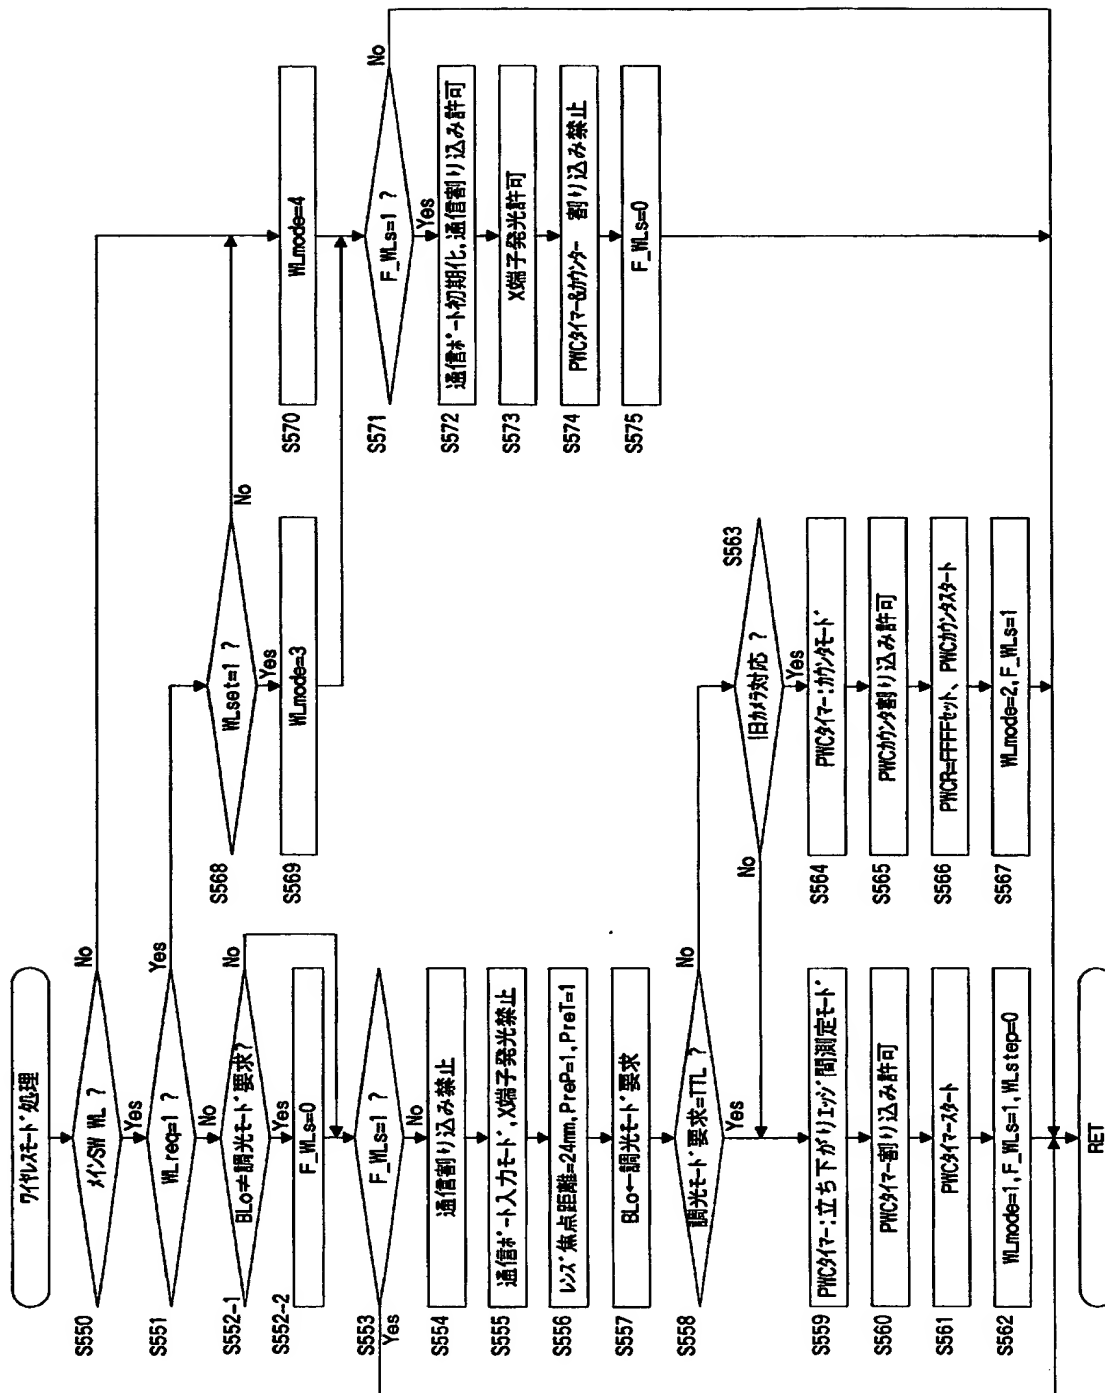 ワイヤレスモード処理
S550
メインSW WL ?
No
Yes
S551
WLreq=1 ?
Yes
No
S552-1
BLo≠調光モード要求?
No
Yes
S552-2
F_WLs=0
S553
F_WLs=1 ?
Yes
No
S554
通信割り込み禁止
S555
通信ポート入力モード,X端子発光禁止
S556
レンズ焦点距離=24mm,PreP=1,PreT=1
S557
BLo←調光モード要求
S558
調光モード要求=TTL ?
No
Yes
S559
PWCタイマー:立ち下がりエッジ間測定モード
S560
PWCタイマー割り込み許可
S561
PWCタイマースタート
S562
WLmode=1,F_WLs=1,WLstep=0
RET
S563
旧カメラ対応 ?
No
Yes
S564
PWCタイマー:カウンタモード
S565
PWCカウンタ割り込み許可
S566
PWCR=FFFFセット、PWCカウンタスタート
S567
WLmode=2,F_WLs=1
S568
WLset=1 ?
No
Yes
S569
WLmode=3
S570
WLmode=4
S571
F_WLs=1 ?
No
Yes
S572
通信ポート初期化,通信割り込み許可
S573
X端子発光許可
S574
PWCタイマー&カウンター 割り込み禁止
S575
F_WLs=0